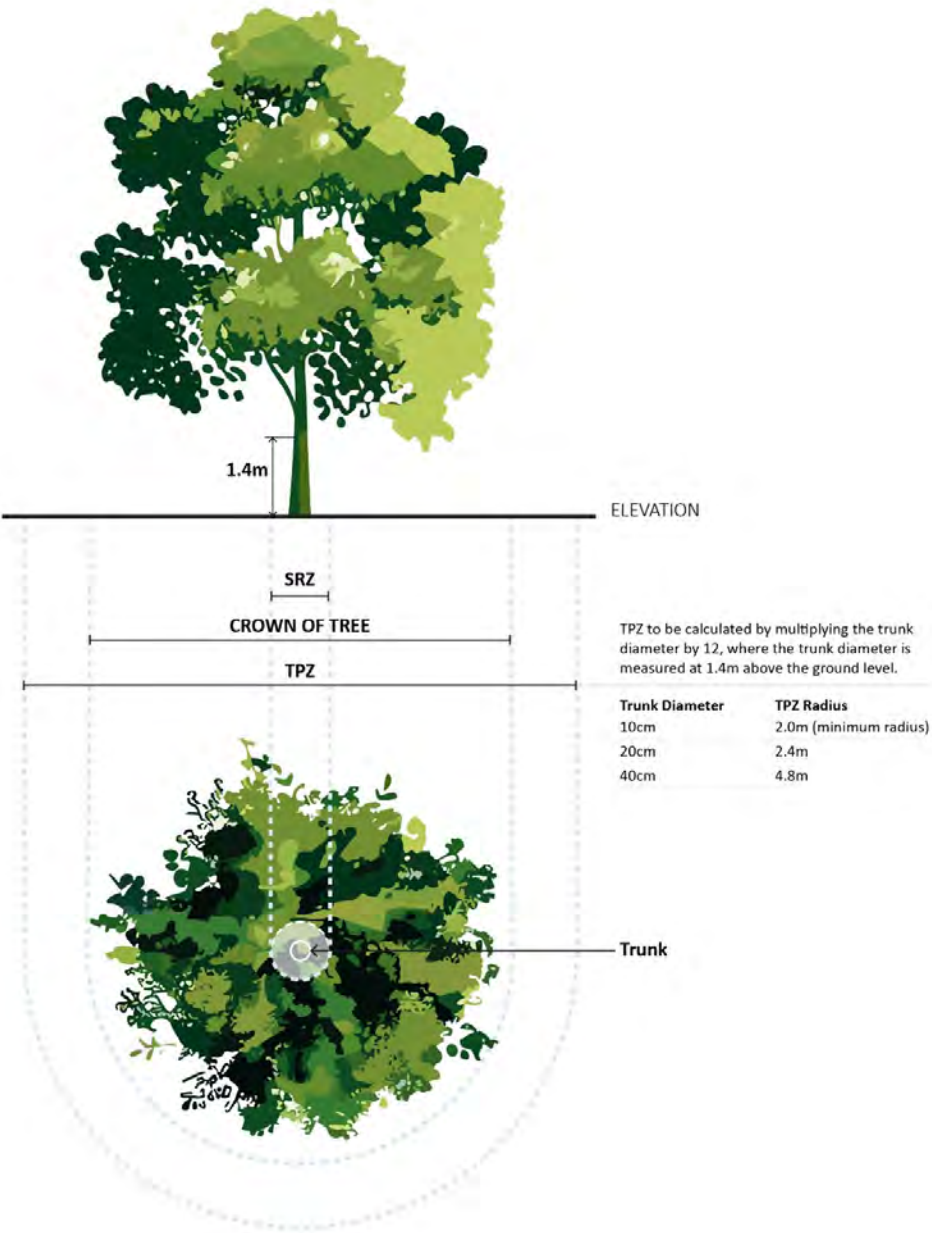 1.4m
ELEVATION
SRZ
CROWN OF TREE
TPZ
TPZ to be calculated by multiplying the trunk
diameter by 12, where the trunk diameter is
measured at 1.4m above the ground level.
Trunk Diameter TPZ Radius
10cm 2.0m (minimum radius)
20cm 2.4m
40cm 4.8m
Trunk